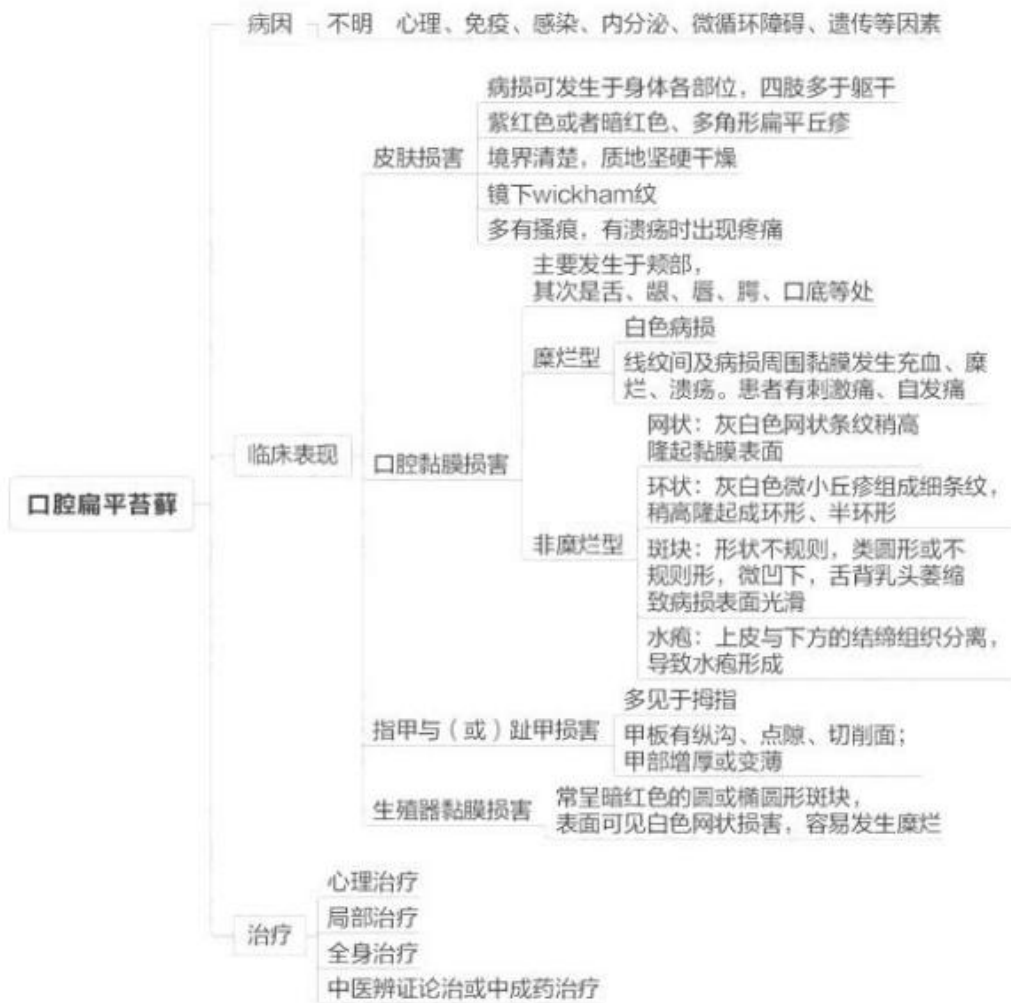 病因 不明 心理、免疫、感染、内分泌、微循环障碍、遗传等因素
病损可发生于身体各部位，四肢多于躯干
紫红色或者暗红色、多角形扁平丘疹
皮肤损害
境界清楚，质地坚硬干燥
镜下wickham纹
多有搔痕，有溃疡时出现疼痛
主要发生于颊部，
其次是舌、龈、唇、腭、口底等处
白色病损
糜烂型
线纹间及病损周围黏膜发生充血、糜
烂、溃疡。患者有刺激痛、自发痛
网状：灰白色网状条纹稍高
隆起黏膜表面
临床表现
口腔黏膜损害
环状：灰白色微小丘疹组成细条纹，
稍高隆起成环形、半环形
口腔扁平苔藓
非糜烂型
斑块：形状不规则，类圆形或不
规则形，微凹下，舌背乳头萎缩
致病损表面光滑
水疱：上皮与下方的结缔组织分离，
导致水疱形成
多见于拇指
指甲与（或）趾甲损害
甲板有纵沟、点隙、切削面；
甲部增厚或变薄
生殖器黏膜损害
常呈暗红色的圆或椭圆形斑块，
表面可见白色网状损害，容易发生糜烂
心理治疗
局部治疗
治疗
全身治疗
中医辨证论治或中成药治疗